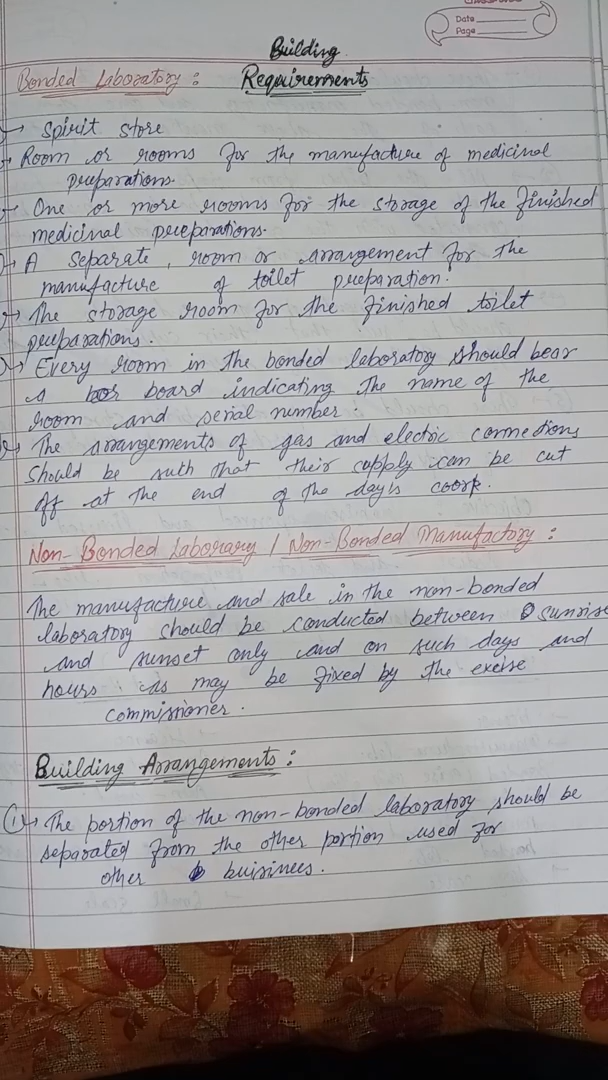 Date
Page
Building
Bonded Laboratory : Requirements
→ Spirit store
→ Room or rooms for the manufacture of medicinal
preparations.
→ One or more rooms for the storage of the finished
medicinal preparations.
→ A separate, room or arrangement for the
manufacture of toilet preparation.
→ The storage room for the finished toilet
preparations.
→ Every room in the bonded laboratory should bear
a board indicating the name of the
room and serial number.
→ The arrangements of gas and electric connections
should be such that their supply can be cut
off at the end of the day's work.
Non-Bonded Laborary / Non-Bonded Manufactory :
The manufacture and sale in the non-bonded
laboratory should be conducted between sunrise
and sunset only and on such days and
hours as may be fixed by the excise
commissioner.
Building Arrangements :
① → The portion of the non-bonded laboratory should be
separated from the other portion used for
other buisinees.